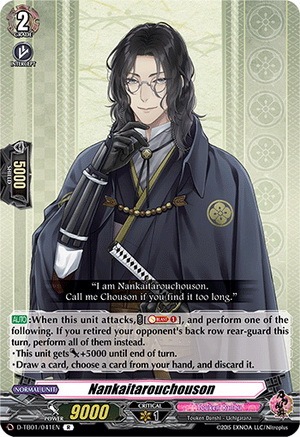 2
INTERCEPT
5000
SHIELD
"I am Nankaitarouchouson.
Call me Chouson if you find it too long."
AUTO:When this unit attacks, [1], and perform one of the
following. If you retired your opponent's back row rear-guard this
turn, perform all of them instead.
・This unit gets +5000 until end of turn.
・Draw a card, choose a card from your hand, and discard it.
NORMAL UNIT
Nankaitarouchouson
D-TB01/041EN R
POWER 9000
CRITICAL 1
Touken Danshi - Uchigatana
©2015 EXNOA LLC/Nitroplus